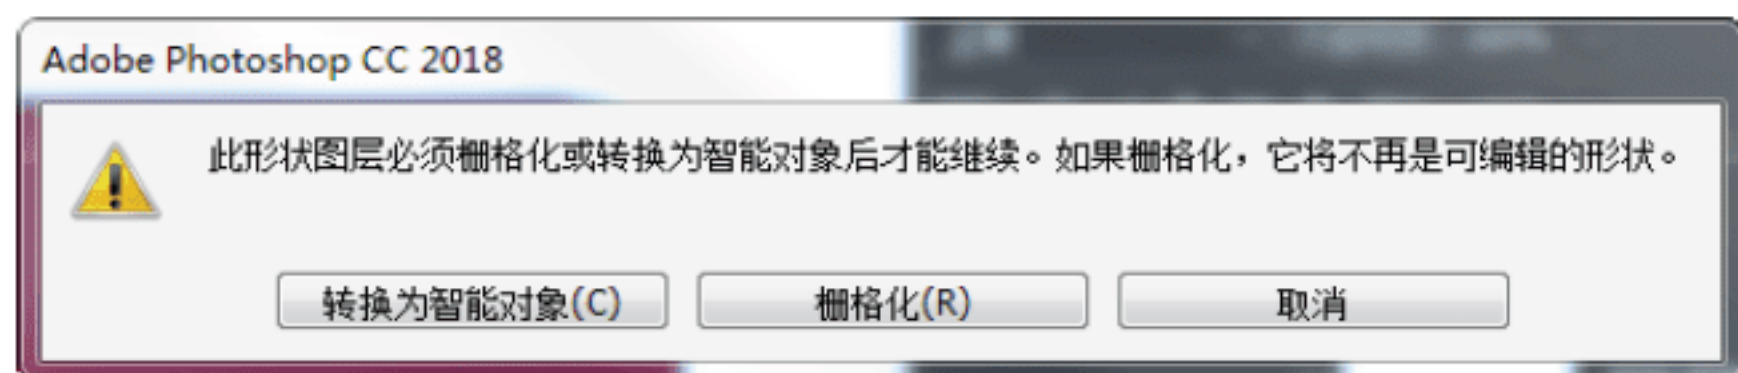 Adobe Photoshop CC 2018
此形状图层必须栅格化或转换为智能对象后才能继续。如果栅格化，它将不再是可编辑的形状。
转换为智能对象(C)
栅格化(R)
取消